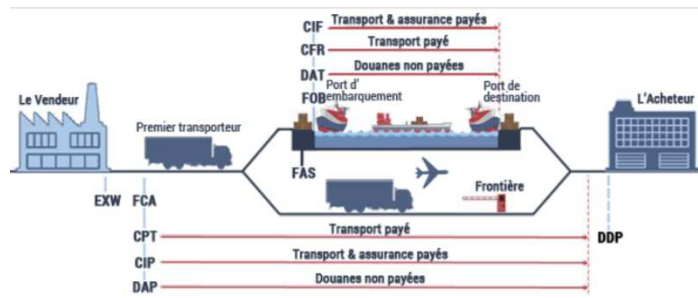 CIF Transport & assurance payés
CFR Transport payé
DAT Douanes non payées
FOB
Port d'
embarquement
Port de
destination
Le Vendeur
L'Acheteur
Premier transporteur
FAS
Frontière
EXW FCA
CPT Transport payé
DDP
CIP Transport & assurance payés
DAP Douanes non payées